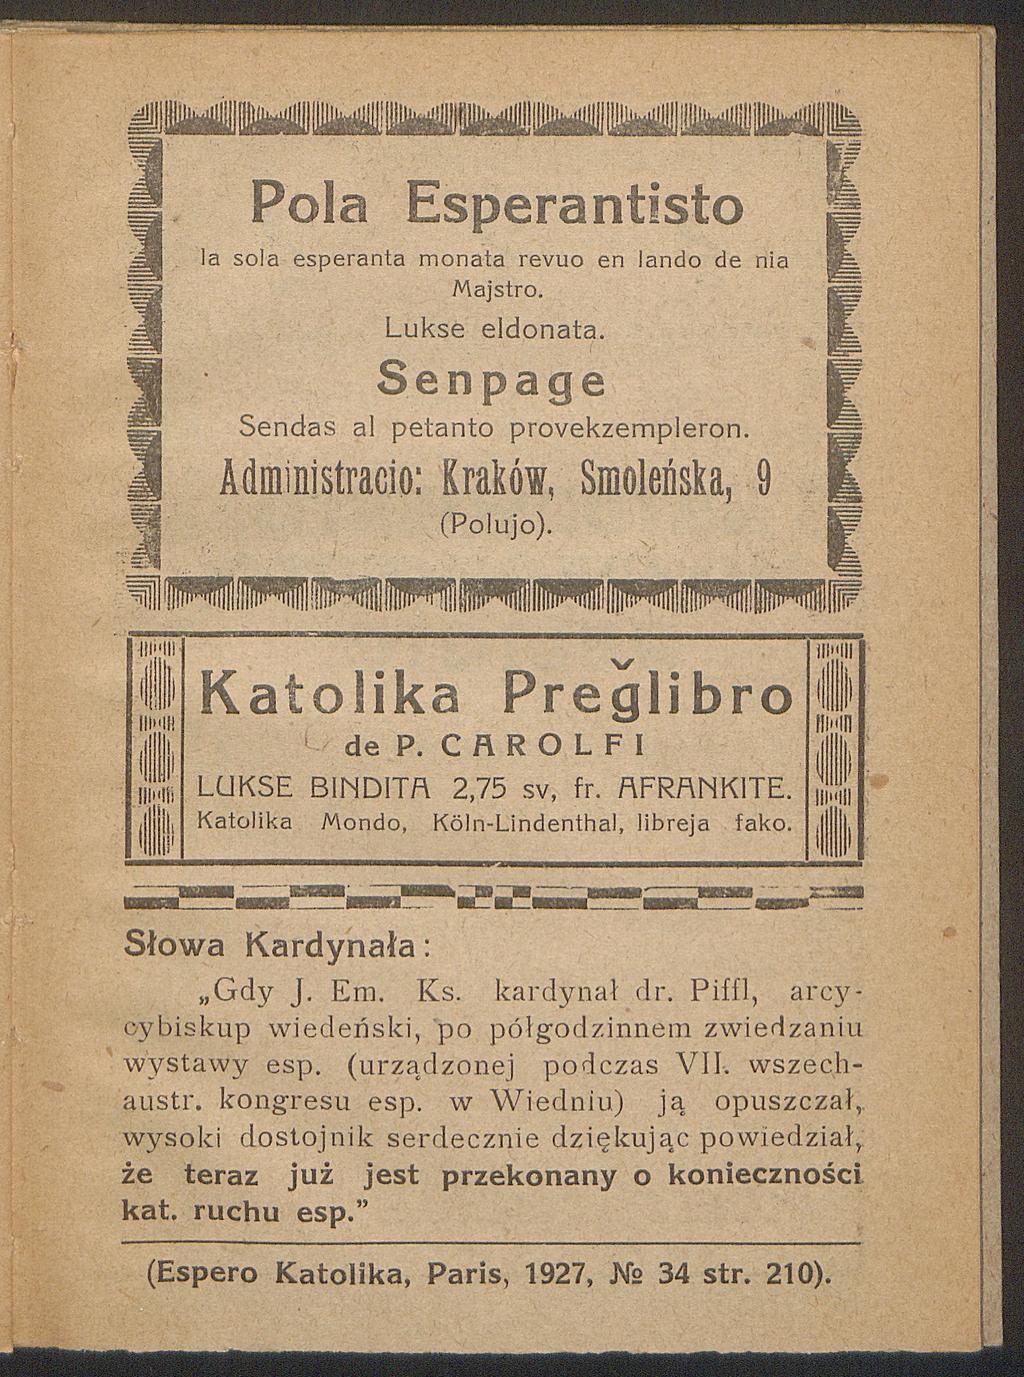 Pola Esperantisto
la sola esperanta monata revuo en lando de nia
Majstro.
Lukse eldonata.
Senpage
Sendas al petanto provekzempleron.
Administracio: Kraków, Smoleńska, 9
(Polujo).
Katolika Preǧlibro
de P. CAROLFI
LUKSE BINDITA 2,75 sv, fr. AFRANKITE.
Katolika Mondo, Köln-Lindenthal, libreja fako.
Słowa Kardynała:
„Gdy J. Em. Ks. kardynał dr. Piffl, arcy-
cybiskup wiedeński, po półgodzinnem zwiedzaniu
wystawy esp. (urządzonej podczas VII. wszech-
austr. kongresu esp. w Wiedniu) ją opuszczał,
wysoki dostojnik serdecznie dziękując powiedział,
że teraz już jest przekonany o konieczności
kat. ruchu esp.”
(Espero Katolika, Paris, 1927, № 34 str. 210).